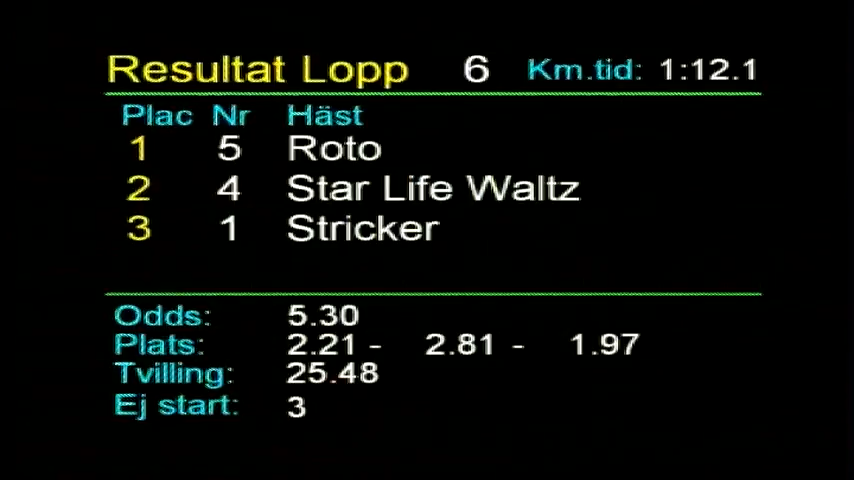 Resultat Lopp 6 Km.tid: 1:12.1
Plac Nr Häst
1 5 Roto
2 4 Star Life Waltz
3 1 Stricker
Odds: 5.30
Plats: 2.21 - 2.81 - 1.97
Tvilling: 25.48
Ej start: 3